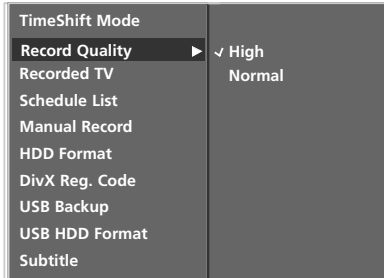 TimeShift Mode
Record Quality
High
Recorded TV
Normal
Schedule List
Manual Record
HDD Format
DivX Reg. Code
USB Backup
USB HDD Format
Subtitle